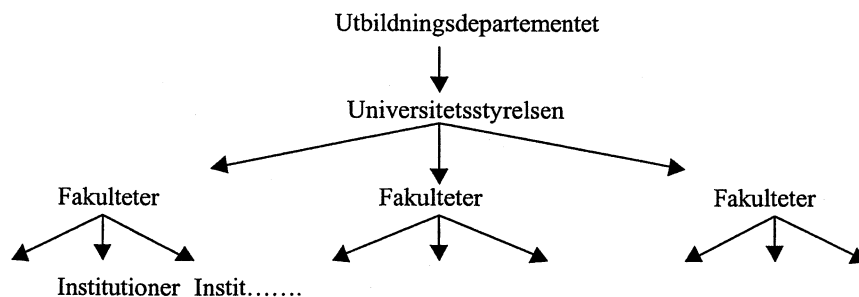 Utbildningsdepartementet
Universitetsstyrelsen
Fakulteter Fakulteter Fakulteter
Institutioner Instit.......